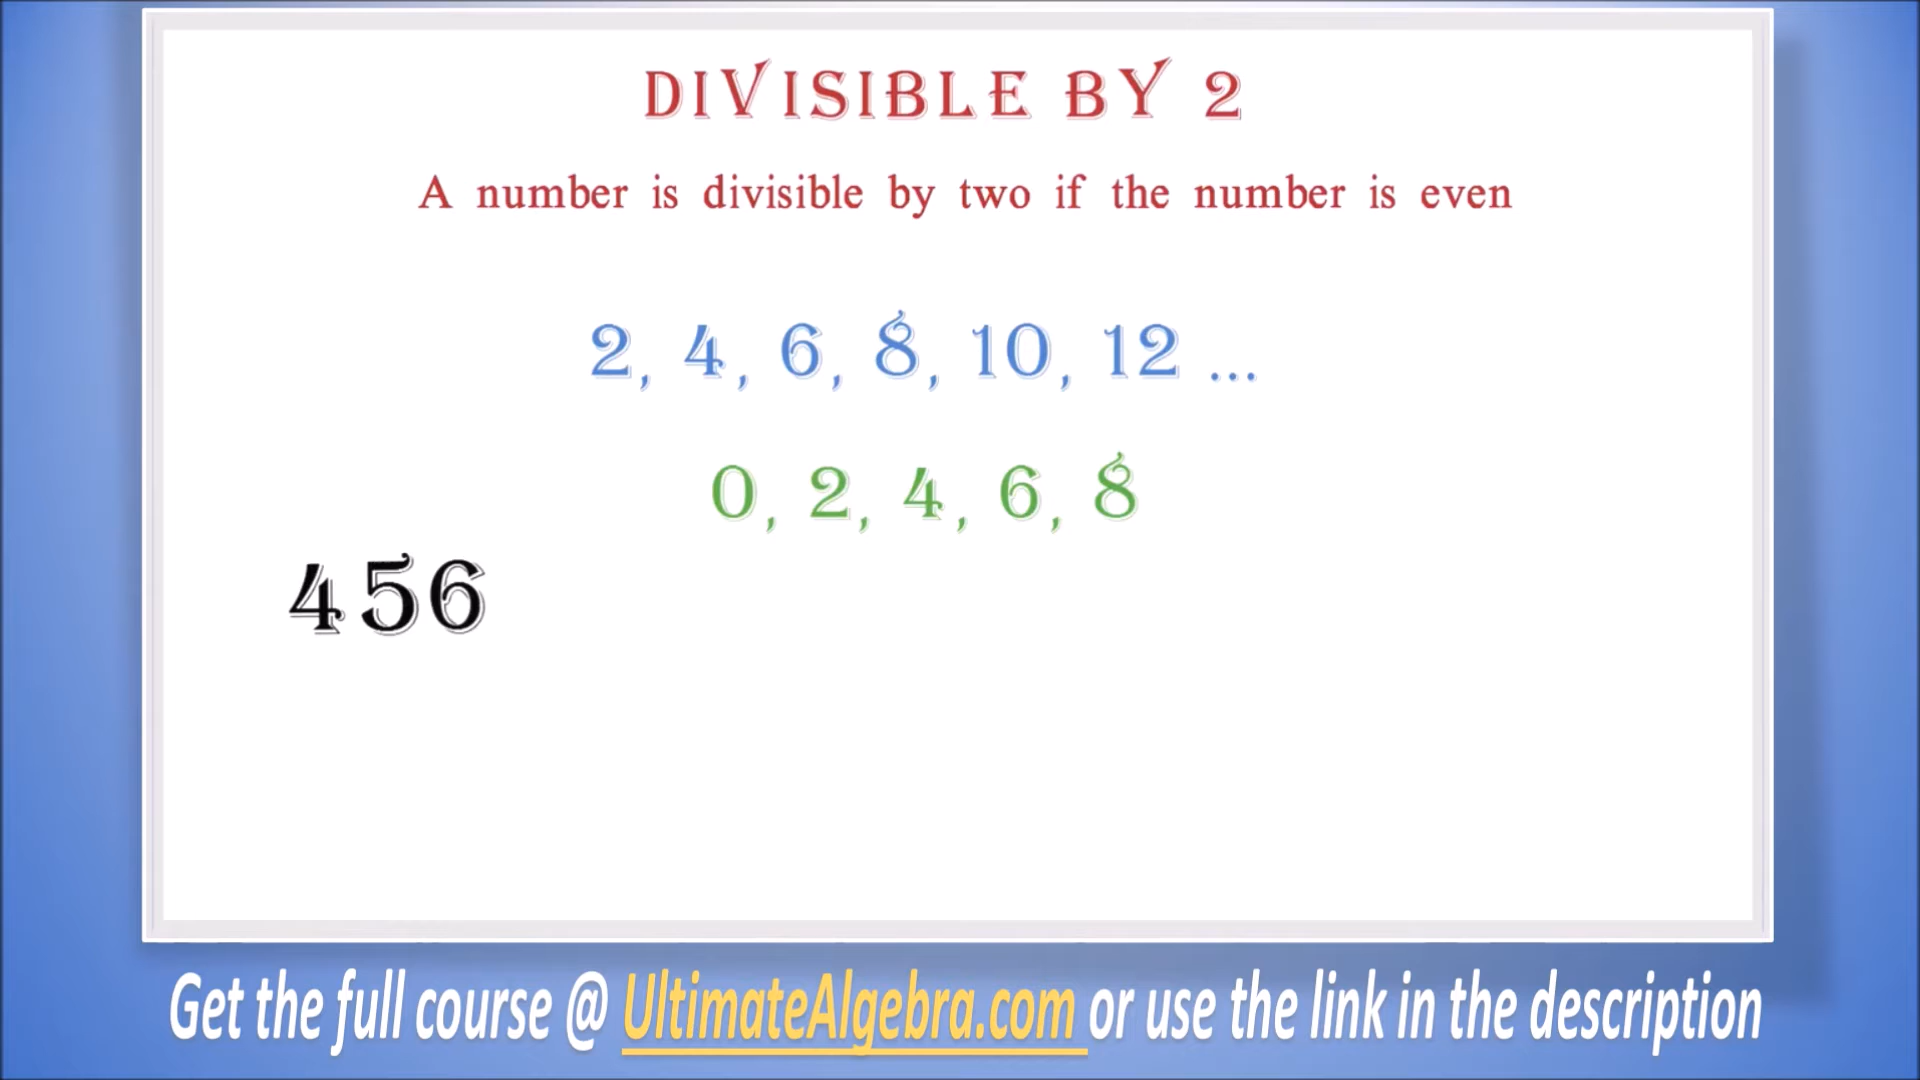 DIVISIBLE BY 2
A number is divisible by two if the number is even
2, 4, 6, 8, 10, 12 ...
0, 2, 4, 6, 8
456
Get the full course @ UltimateAlgebra.com or use the link in the description